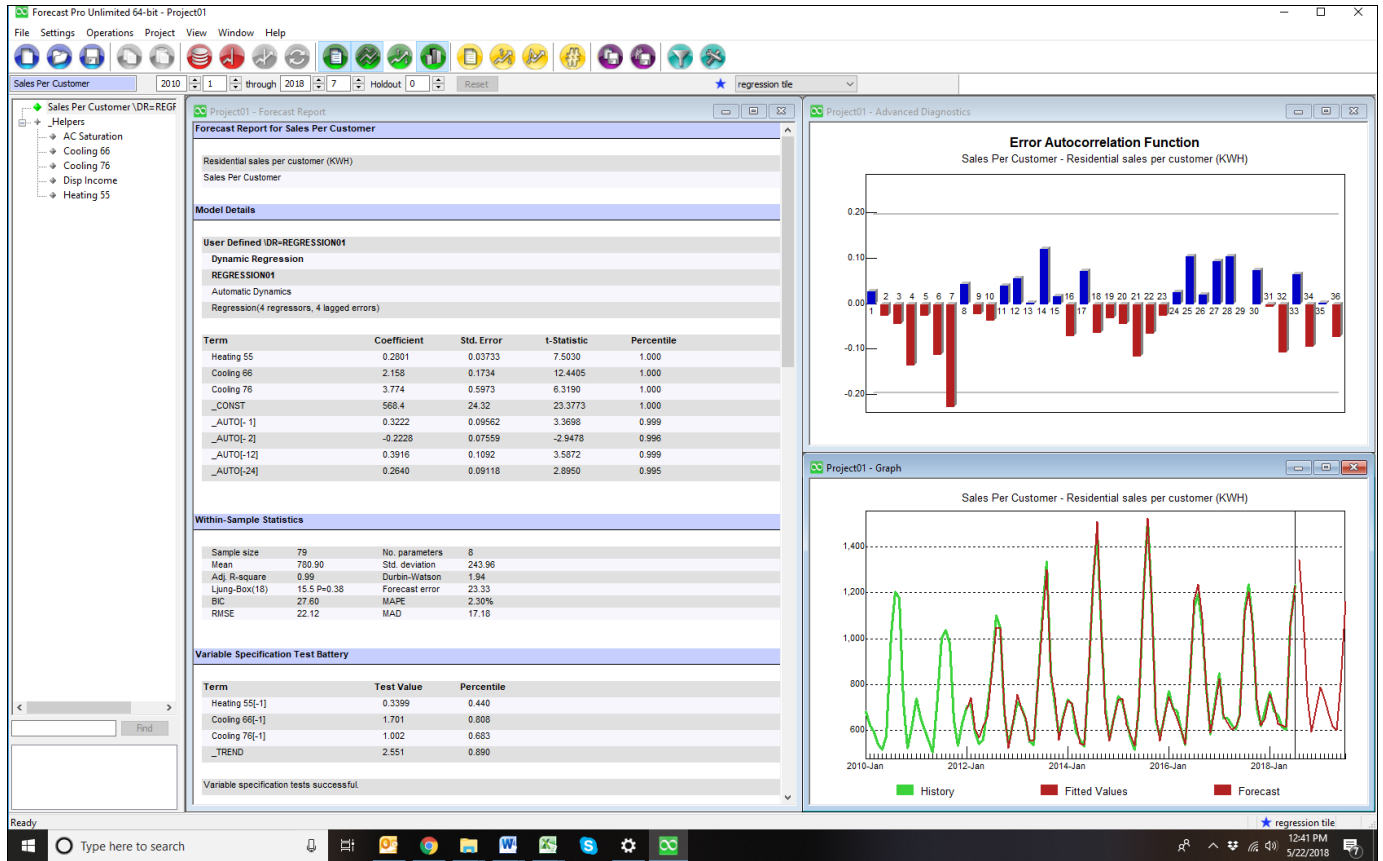 Forecast Pro Unlimited 64-bit - Project01
File Settings Operations Project View Window Help
Sales Per Customer 2010 1 through 2018 7 Holdout 0 Reset regression tile
Sales Per Customer \DR=REGF
_Helpers
AC Saturation
Cooling 66
Cooling 76
Disp Income
Heating 55
Find
Project01 - Forecast Report
Forecast Report for Sales Per Customer
Residential sales per customer (KWH)
Sales Per Customer
Model Details
User Defined \DR=REGRESSION01
Dynamic Regression
REGRESSION01
Automatic Dynamics
Regression(4 regressors, 4 lagged errors)
Term Coefficient Std. Error t-Statistic Percentile
Heating 55 0.2801 0.03733 7.5030 1.000
Cooling 66 2.158 0.1734 12.4405 1.000
Cooling 76 3.774 0.5973 6.3190 1.000
_CONST 568.4 24.32 23.3773 1.000
_AUTO[- 1] 0.3222 0.09562 3.3698 0.999
_AUTO[- 2] -0.2228 0.07559 -2.9478 0.996
_AUTO[-12] 0.3916 0.1092 3.5872 0.999
_AUTO[-24] 0.2640 0.09118 2.8950 0.995
Within-Sample Statistics
Sample size 79 No. parameters 8
Mean 780.90 Std. deviation 243.96
Adj. R-square 0.99 Durbin-Watson 1.94
Ljung-Box(18) 15.5 P=0.38 Forecast error 23.33
BIC 27.60 MAPE 2.30%
RMSE 22.12 MAD 17.18
Variable Specification Test Battery
Term Test Value Percentile
Heating 55[-1] 0.3399 0.440
Cooling 66[-1] 1.701 0.808
Cooling 76[-1] 1.002 0.683
_TREND 2.551 0.890
Variable specification tests successful.
Project01 - Advanced Diagnostics
Error Autocorrelation Function
Sales Per Customer - Residential sales per customer (KWH)
0.20
0.10
0.00
-0.10
-0.20
1 2 3 4 5 6 7 8 9 10 11 12 13 14 15 16 17 18 19 20 21 22 23 24 25 26 27 28 29 30 31 32 33 34 35 36
Project01 - Graph
Sales Per Customer - Residential sales per customer (KWH)
1,400
1,200
1,000
800
600
2010-Jan 2012-Jan 2014-Jan 2016-Jan 2018-Jan
History Fitted Values Forecast
Ready regression tile
Type here to search
12:41 PM
5/22/2018
7